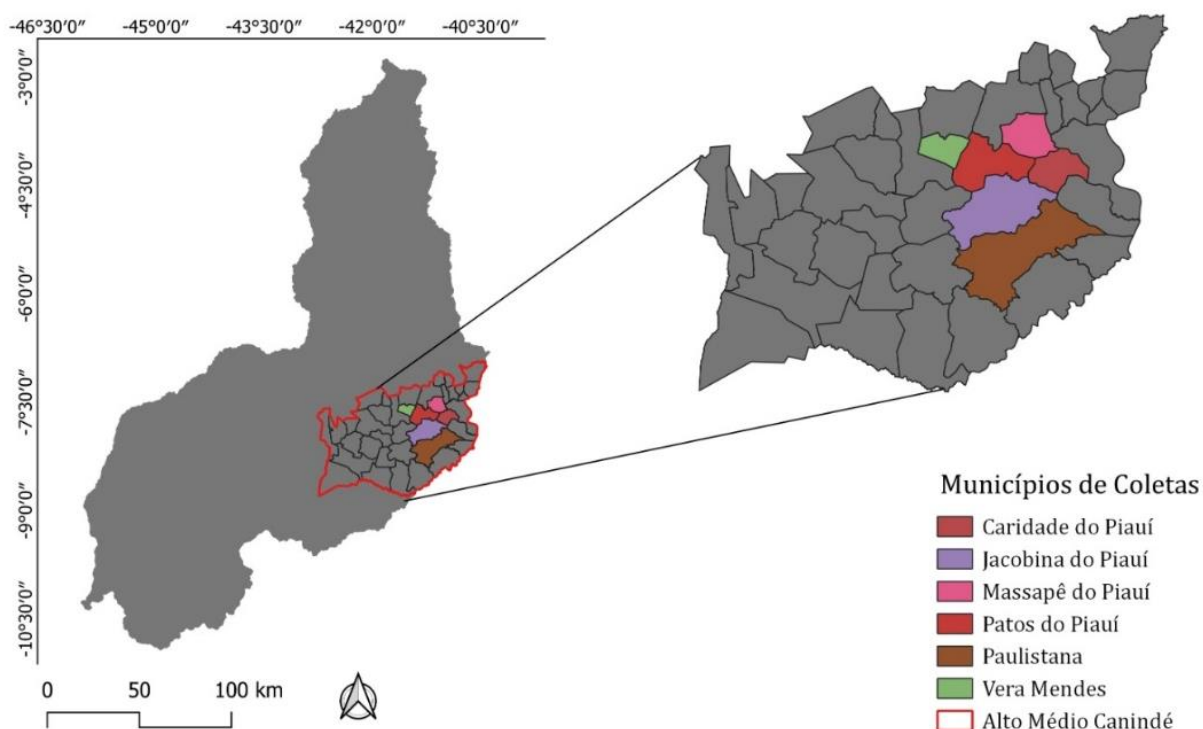 -46°30′0″ -45°0′0″ -43°30′0″ -42°0′0″ -40°30′0″
-3°0′0″
-4°30′0″
-6°0′0″
-7°30′0″
-9°0′0″
-10°30′0″
0 50 100 km
Municípios de Coletas
Caridade do Piauí
Jacobina do Piauí
Massapê do Piauí
Patos do Piauí
Paulistana
Vera Mendes
Alto Médio Canindé